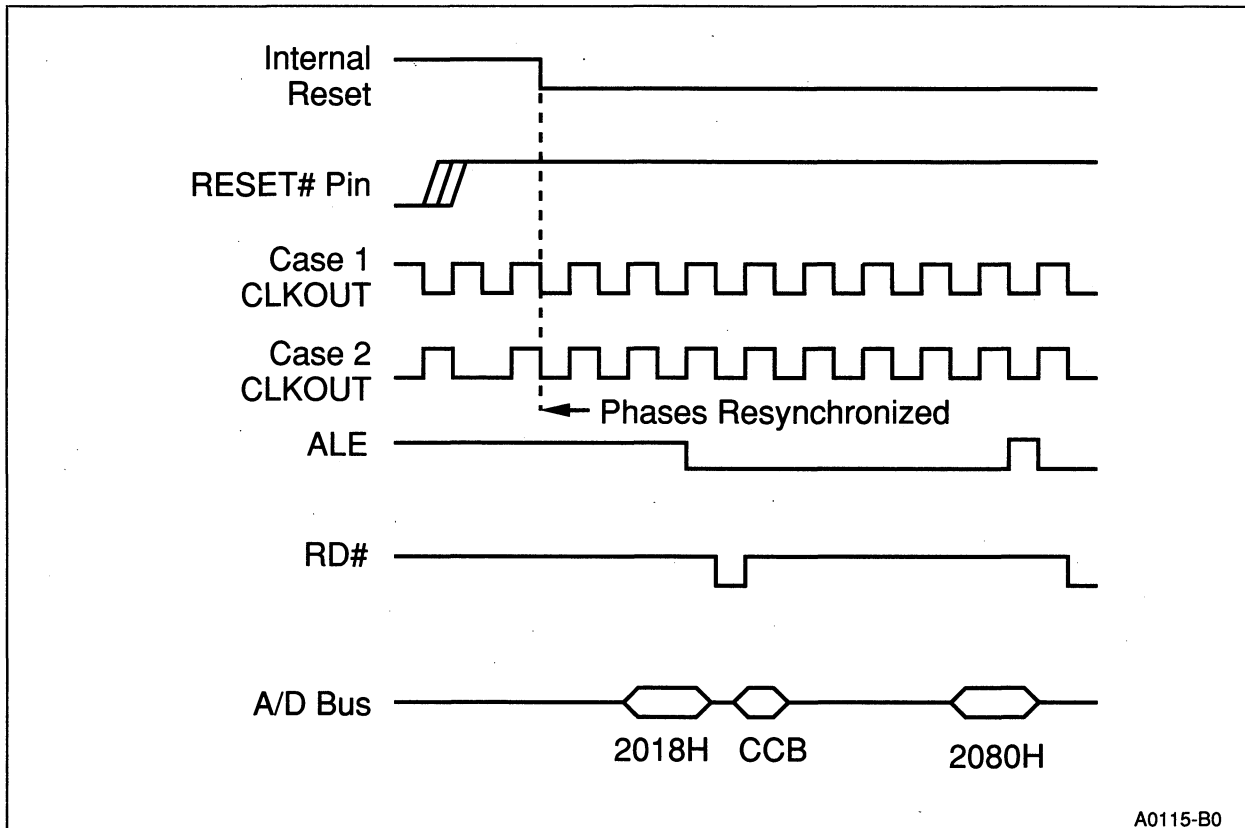 Internal
Reset
RESET# Pin
Case 1
CLKOUT
Case 2
CLKOUT
Phases Resynchronized
ALE
RD#
A/D Bus
2018H
CCB
2080H
A0115-B0